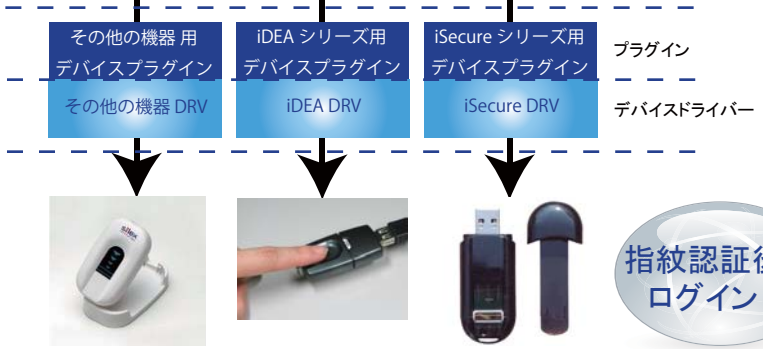 その他の機器 用
デバイスプラグイン
iDEA シリーズ用
デバイスプラグイン
iSecure シリーズ用
デバイスプラグイン
プラグイン
その他の機器 DRV
iDEA DRV
iSecure DRV
デバイスドライバー
指紋認証後
ログイン